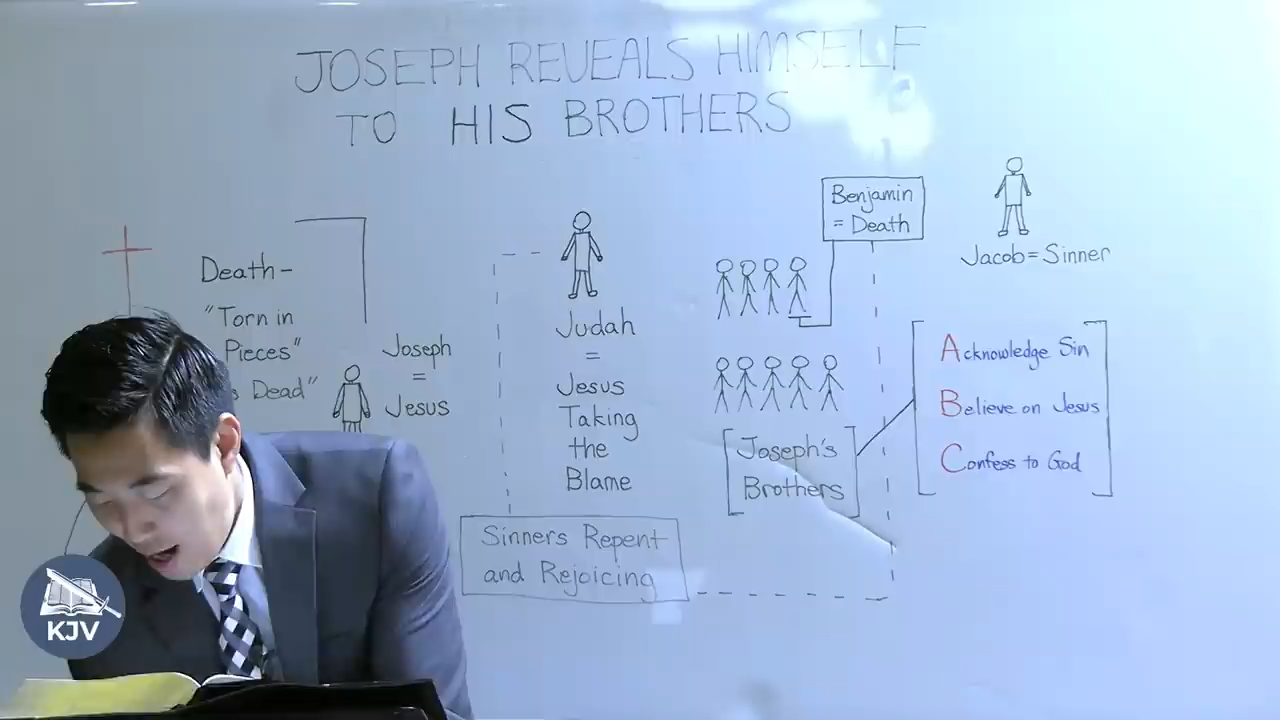 JOSEPH REVEALS HIMSELF
TO HIS BROTHERS
Death-
"Torn in
Pieces"
Dead"
Joseph
=
Jesus
Judah
=
Jesus
Taking
the
Blame
Sinners Repent
and Rejoicing
Benjamin
= Death
Joseph's
Brothers
Jacob=Sinner
Acknowledge Sin
Believe on Jesus
Confess to God
KJV